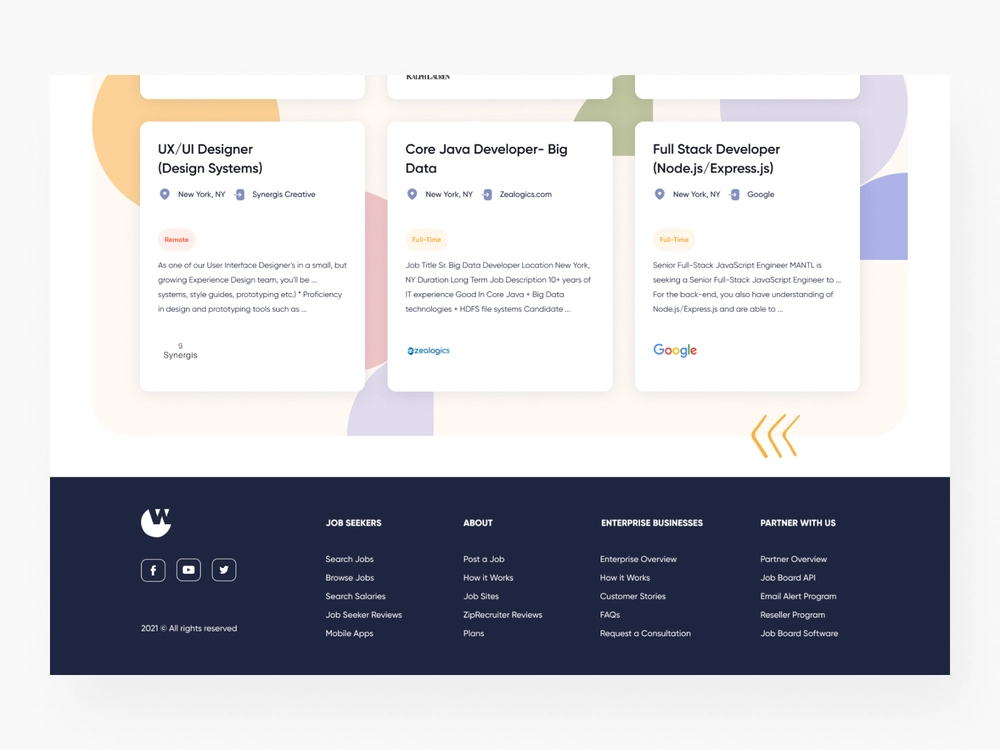 RALPH LAUREN
UX/UI Designer
(Design Systems)
New York, NY Synergis Creative
Remote
As one of our User Interface Designer's in a small, but
growing Experience Design team, you'll be ...
systems, style guides, prototyping etc.) * Proficiency
in design and prototyping tools such as ...
Synergis
Core Java Developer- Big
Data
New York, NY Zealogics.com
Full-Time
Job Title Sr. Big Data Developer Location New York,
NY Duration Long Term Job Description 10+ years of
IT experience Good In Core Java + Big Data
technologies + HDFS file systems Candidate ...
zealogics
Full Stack Developer
(Node.js/Express.js)
New York, NY Google
Full-Time
Senior Full-Stack JavaScript Engineer MANTL is
seeking a Senior Full-Stack JavaScript Engineer to ...
For the back-end, you also have understanding of
Node.js/Express.js and are able to ...
Google
W
2021 © All rights reserved
JOB SEEKERS
Search Jobs
Browse Jobs
Search Salaries
Job Seeker Reviews
Mobile Apps
ABOUT
Post a Job
How it Works
Job Sites
ZipRecruiter Reviews
Plans
ENTERPRISE BUSINESSES
Enterprise Overview
How it Works
Customer Stories
FAQs
Request a Consultation
PARTNER WITH US
Partner Overview
Job Board API
Email Alert Program
Reseller Program
Job Board Software